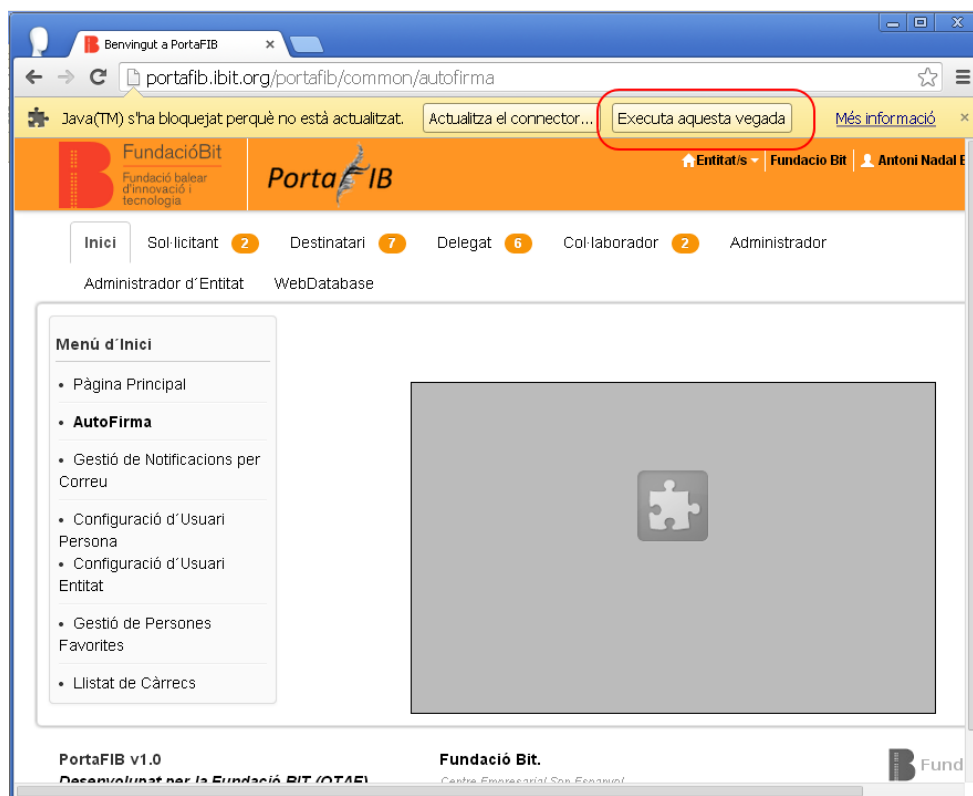 Benvingut a PortaFIB
portafib.ibit.org/portafib/common/autofirma
Java(TM) s'ha bloquejat perquè no està actualitzat. Actualitza el connector... Executa aquesta vegada Més informació
FundacióBit
Fundació balear
d'innovació i
tecnologia
PortaFIB
Entitat/s Fundacio Bit Antoni Nadal
Inici Sol·licitant 2 Destinatari 7 Delegat 6 Col·laborador 2 Administrador
Administrador d´Entitat WebDatabase
Menú d´Inici
• Pàgina Principal
• AutoFirma
• Gestió de Notificacions per
Correu
• Configuració d´Usuari
Persona
• Configuració d´Usuari
Entitat
• Gestió de Persones
Favorites
• Llistat de Càrrecs
PortaFIB v1.0
Desenvolupat per la Fundació BIT (OTAE)
Fundació Bit.
Centre Empresarial Son Espanyol
Fund